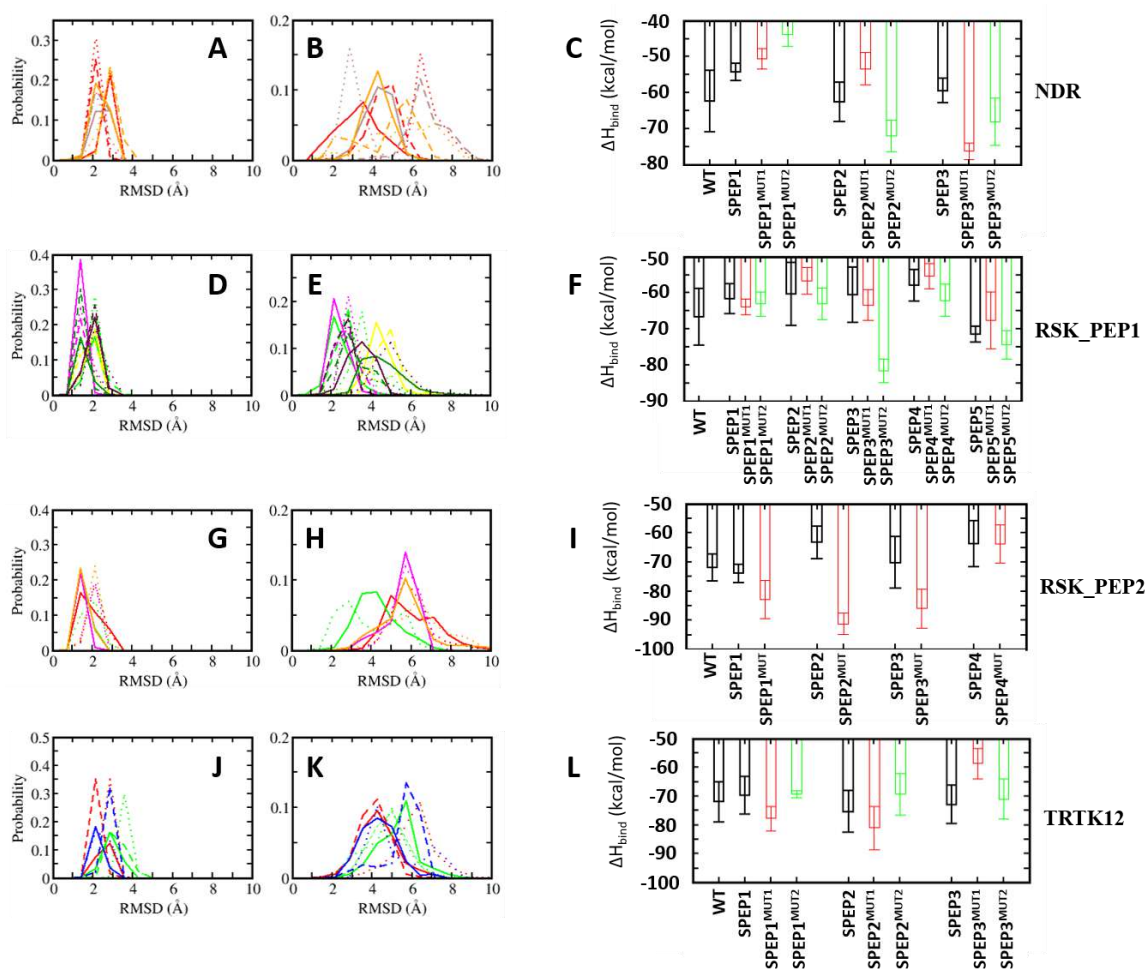 A
B
C
NDR
Probability
0.3
0.2
0.1
0
0 2 4 6 8 10
RMSD (Å)
0.2
0.1
0
0 2 4 6 8 10
RMSD (Å)
ΔHbind (kcal/mol)
-40
-50
-60
-70
-80
WT
SPEP1
SPEP1MUT1
SPEP1MUT2
SPEP2
SPEP2MUT1
SPEP2MUT2
SPEP3
SPEP3MUT1
SPEP3MUT2
D
E
F
RSK_PEP1
Probability
0.4
0.3
0.2
0.1
0
0 2 4 6 8 10
RMSD (Å)
0.2
0.1
0
0 2 4 6 8 10
RMSD (Å)
ΔHbind (kcal/mol)
-50
-60
-70
-80
-90
WT
SPEP1
SPEP1MUT1
SPEP1MUT2
SPEP2
SPEP2MUT1
SPEP2MUT2
SPEP3
SPEP3MUT1
SPEP3MUT2
SPEP4
SPEP4MUT1
SPEP4MUT2
SPEP5
SPEP5MUT1
SPEP5MUT2
G
H
I
RSK_PEP2
Probability
0.4
0.3
0.2
0.1
0
0 2 4 6 8 10
RMSD (Å)
0.2
0.1
0
0 2 4 6 8 10
RMSD (Å)
ΔHbind (kcal/mol)
-50
-60
-70
-80
-90
-100
WT
SPEP1
SPEP1MUT
SPEP2
SPEP2MUT
SPEP3
SPEP3MUT
SPEP4
SPEP4MUT
J
K
L
TRTK12
Probability
0.5
0.4
0.3
0.2
0.1
0
0 2 4 6 8 10
RMSD (Å)
0.2
0.1
0
0 2 4 6 8 10
RMSD (Å)
ΔHbind (kcal/mol)
-50
-60
-70
-80
-90
-100
WT
SPEP1
SPEP1MUT1
SPEP1MUT2
SPEP2
SPEP2MUT1
SPEP2MUT2
SPEP3
SPEP3MUT1
SPEP3MUT2